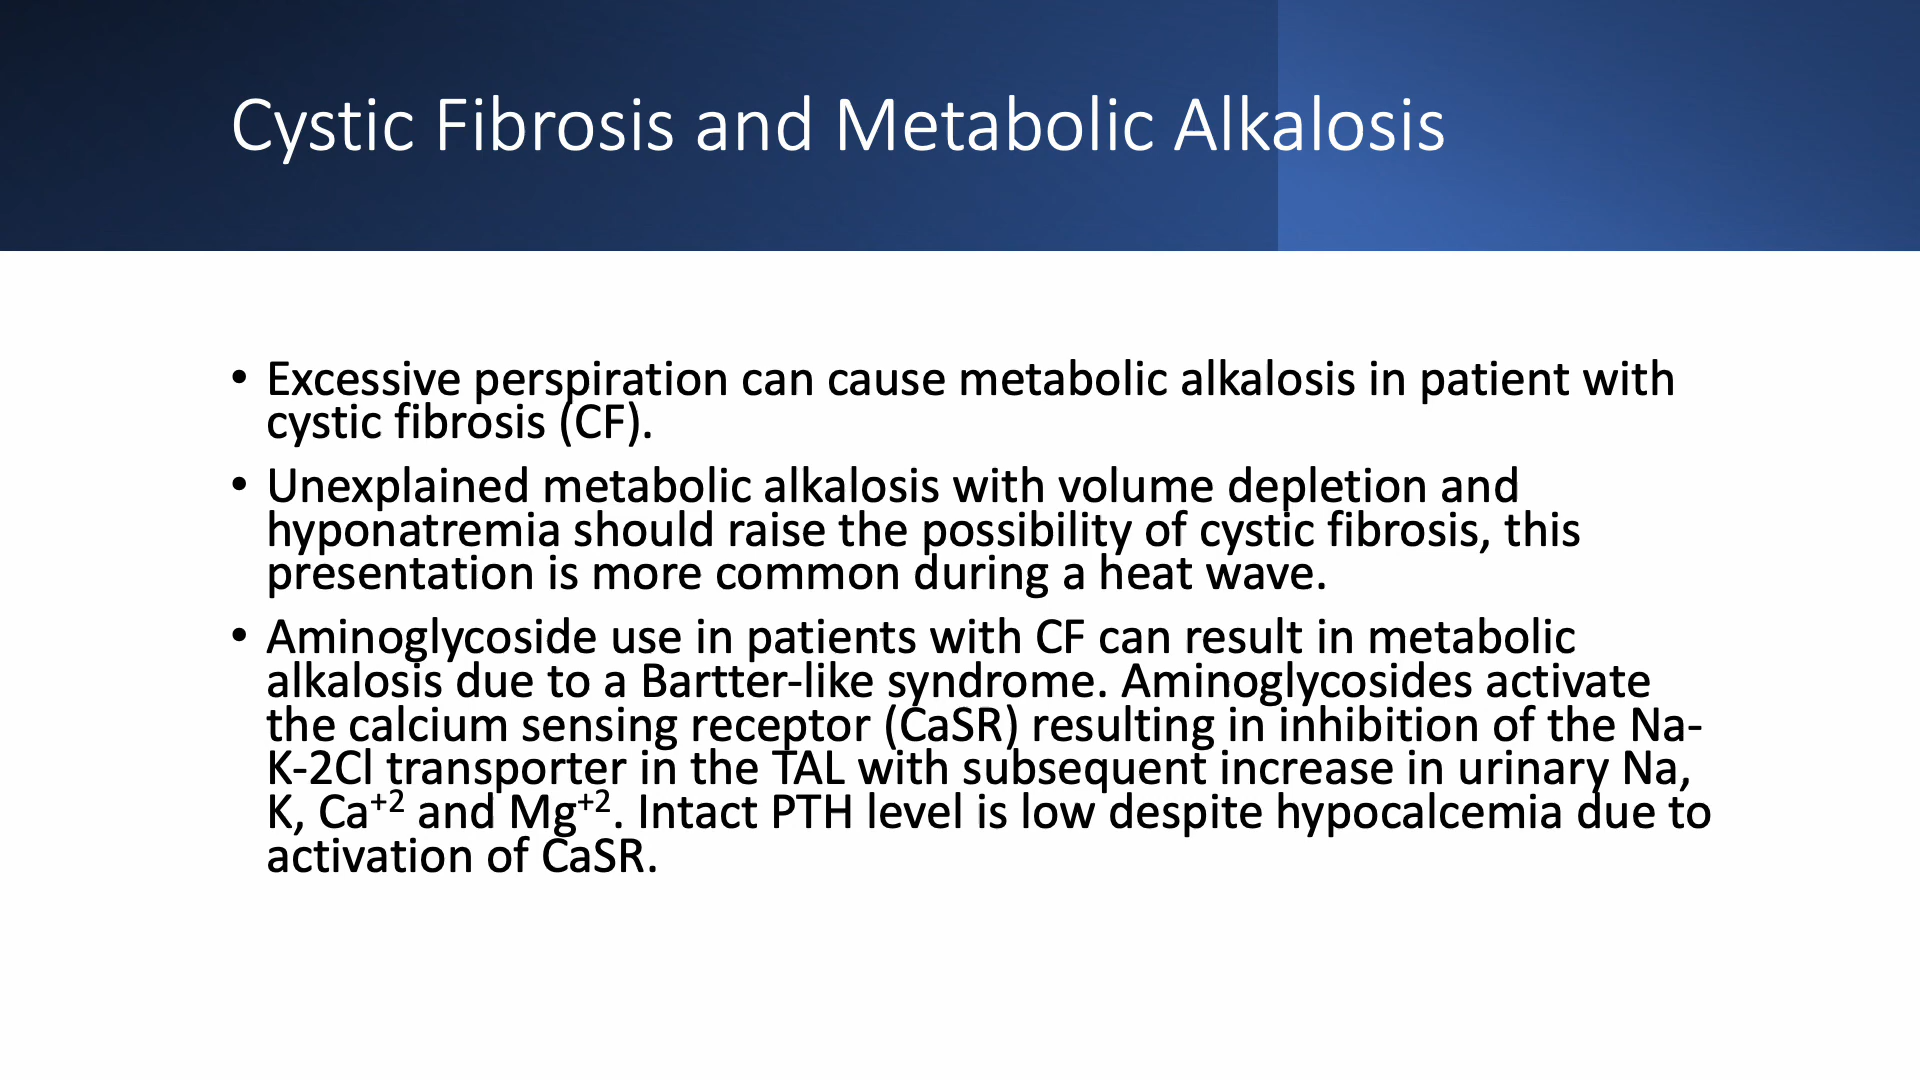 Cystic Fibrosis and Metabolic Alkalosis
• Excessive perspiration can cause metabolic alkalosis in patient with
cystic fibrosis (CF).
• Unexplained metabolic alkalosis with volume depletion and
hyponatremia should raise the possibility of cystic fibrosis, this
presentation is more common during a heat wave.
• Aminoglycoside use in patients with CF can result in metabolic
alkalosis due to a Bartter-like syndrome. Aminoglycosides activate
the calcium sensing receptor (CaSR) resulting in inhibition of the Na-
K-2Cl transporter in the TAL with subsequent increase in urinary Na,
K, Ca⁺² and Mg⁺². Intact PTH level is low despite hypocalcemia due to
activation of CaSR.